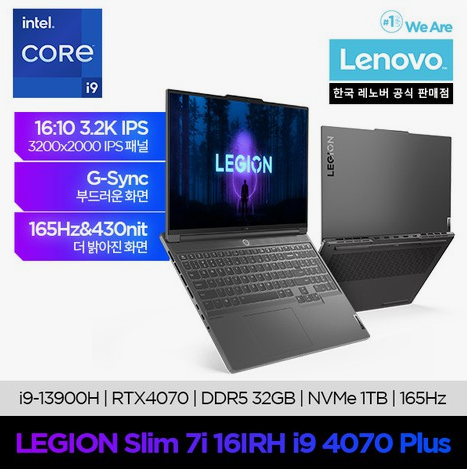 intel.
CORE
i9
#1
We Are
Lenovo
한국 레노버 공식 판매점
16:10 3.2K IPS
3200x2000 IPS 패널
G-Sync
부드러운 화면
165Hz&430nit
더 밝아진 화면
LEGION
LEGION
i9-13900H | RTX4070 | DDR5 32GB | NVMe 1TB | 165Hz
LEGION Slim 7i 16IRH i9 4070 Plus